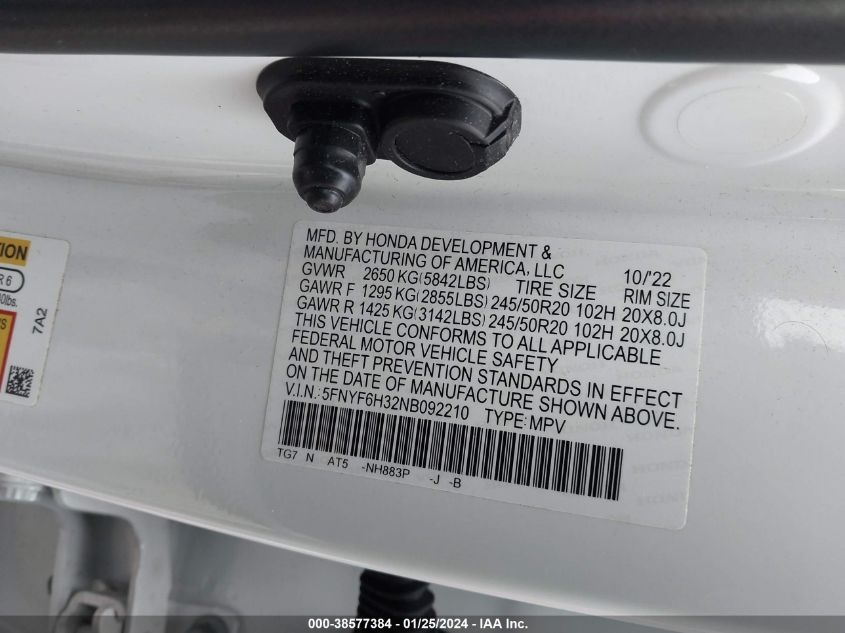 MFD. BY HONDA DEVELOPMENT &
MANUFACTURING OF AMERICA, LLC 10/'22
GVWR 2650 KG(5842LBS) TIRE SIZE RIM SIZE
GAWR F 1295 KG(2855LBS) 245/50R20 102H 20X8.0J
GAWR R 1425 KG(3142LBS) 245/50R20 102H 20X8.0J
THIS VEHICLE CONFORMS TO ALL APPLICABLE
FEDERAL MOTOR VEHICLE SAFETY
AND THEFT PREVENTION STANDARDS IN EFFECT
ON THE DATE OF MANUFACTURE SHOWN ABOVE.
V.I.N.: 5FNYF6H32NB092210 TYPE: MPV
TG7 N AT5 -NH883P -J -B
7A2
000-38577384 / 01/25/2024 - IAA Inc.